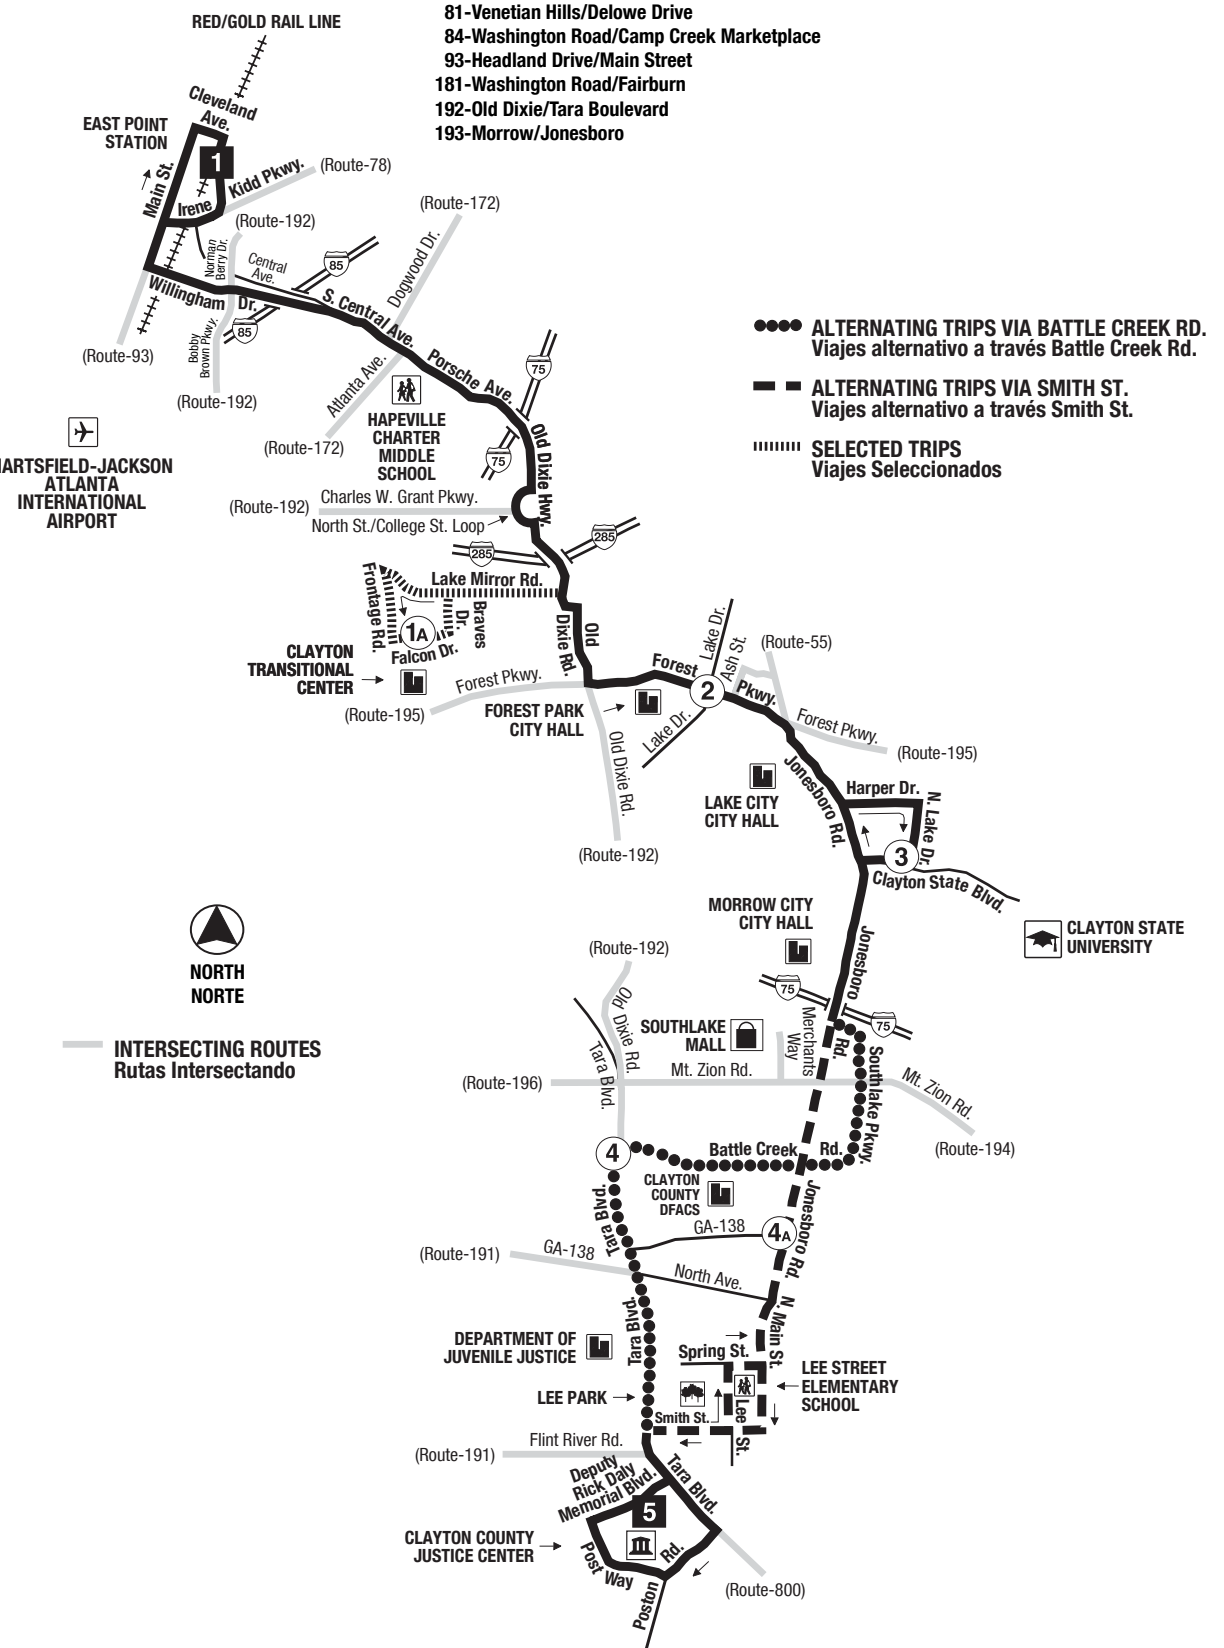 81-Venetian Hills/Delowe Drive
84-Washington Road/Camp Creek Marketplace
93-Headland Drive/Main Street
181-Washington Road/Fairburn
192-Old Dixie/Tara Boulevard
193-Morrow/Jonesboro
RED/GOLD RAIL LINE
Cleveland
Ave.
EAST POINT
STATION
1
Main St.
Irene
Kidd Pkwy.
(Route-78)
(Route-192)
(Route-172)
Norman
Berry Dr.
Central
Ave.
85
Dogwood Dr.
Willingham Dr.
85
S. Central Ave.
Bobby
Brown Pkwy.
(Route-93)
(Route-192)
Atlanta Ave.
Porsche Ave.
75
(Route-172)
HAPEVILLE
CHARTER
MIDDLE
SCHOOL
75
Old Dixie Hwy.
HARTSFIELD-JACKSON
ATLANTA
INTERNATIONAL
AIRPORT
ALTERNATING TRIPS VIA BATTLE CREEK RD.
Viajes alternativo a través Battle Creek Rd.
ALTERNATING TRIPS VIA SMITH ST.
Viajes alternativo a través Smith St.
SELECTED TRIPS
Viajes Seleccionados
(Route-192)
Charles W. Grant Pkwy.
North St./College St. Loop
285
285
Frontage Rd.
Lake Mirror Rd.
Braves
Dr.
1A
Falcon Dr.
Old
Dixie Rd.
CLAYTON
TRANSITIONAL
CENTER
Forest Pkwy.
(Route-195)
FOREST PARK
CITY HALL
Forest
Pkwy.
2
Lake Dr.
Ash St.
(Route-55)
Lake Dr.
Forest Pkwy.
(Route-195)
Old Dixie Rd.
(Route-192)
LAKE CITY
CITY HALL
Jonesboro Rd.
Harper Dr.
N. Lake Dr.
3
Clayton State Blvd.
CLAYTON STATE
UNIVERSITY
MORROW CITY
CITY HALL
NORTH
NORTE
INTERSECTING ROUTES
Rutas Intersectando
(Route-192)
Old Dixie Rd.
Tara Blvd.
SOUTHLAKE
MALL
75
Jonesboro
Rd.
75
Merchants
Way
Southlake Pkwy.
(Route-196)
Mt. Zion Rd.
Mt. Zion Rd.
(Route-194)
4
Battle Creek Rd.
CLAYTON
COUNTY
DFACS
Tara Blvd.
GA-138
4A
Jonesboro Rd.
(Route-191)
GA-138
North Ave.
Tara Blvd.
N. Main St.
DEPARTMENT OF
JUVENILE JUSTICE
Spring St.
LEE PARK
Lee
St.
Smith St.
LEE STREET
ELEMENTARY
SCHOOL
(Route-191)
Flint River Rd.
Deputy
Rick Daly
Memorial Blvd.
Tara Blvd.
5
CLAYTON COUNTY
JUSTICE CENTER
Post Way
Poston
Rd.
(Route-800)